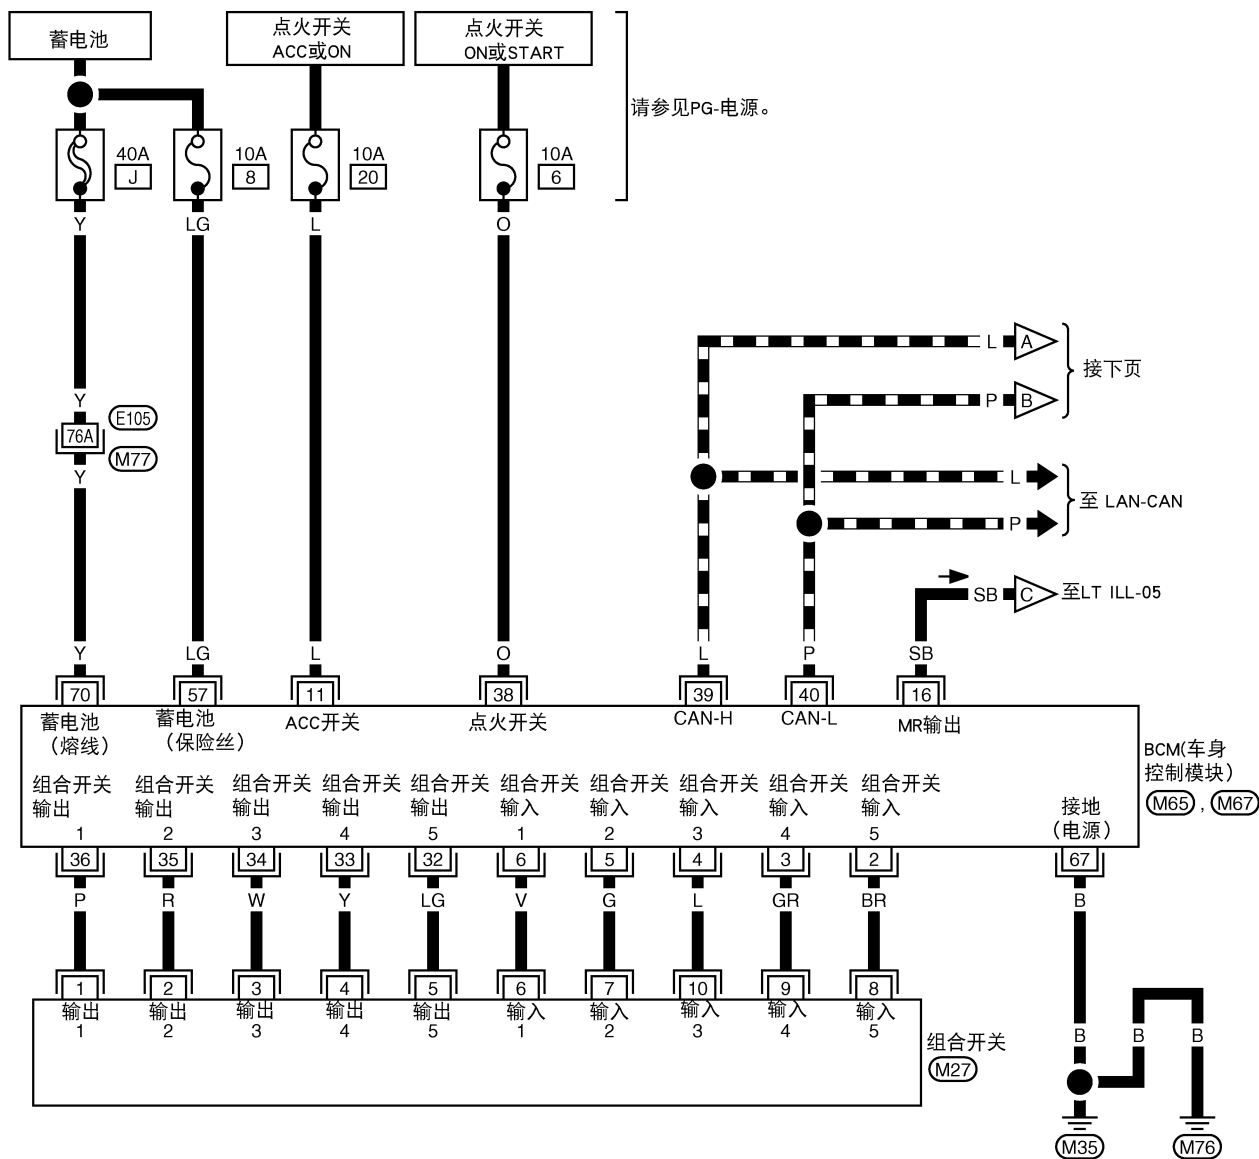 蓄电池
点火开关
ACC或ON
点火开关
ON或START
请参见PG-电源。
40A
J
10A
8
10A
20
10A
6
Y
LG
L
O
L
A
接下页
P
B
Y
E105
76A
M77
Y
L
至 LAN-CAN
P
SB
C
至LT ILL-05
Y
LG
L
O
L
P
SB
70
57
11
38
39
40
16
蓄电池
(熔线)
蓄电池
(保险丝)
ACC开关
点火开关
CAN-H
CAN-L
MR输出
BCM(车身
控制模块)
M65 , M67
组合开关
输出
1
组合开关
输出
2
组合开关
输出
3
组合开关
输出
4
组合开关
输出
5
组合开关
输入
1
组合开关
输入
2
组合开关
输入
3
组合开关
输入
4
组合开关
输入
5
接地
(电源)
36
35
34
33
32
6
5
4
3
2
67
P
R
W
Y
LG
V
G
L
GR
BR
B
1
2
3
4
5
6
7
10
9
8
输出
1
输出
2
输出
3
输出
4
输出
5
输入
1
输入
2
输入
3
输入
4
输入
5
组合开关
M27
B
B
B
M35
M76